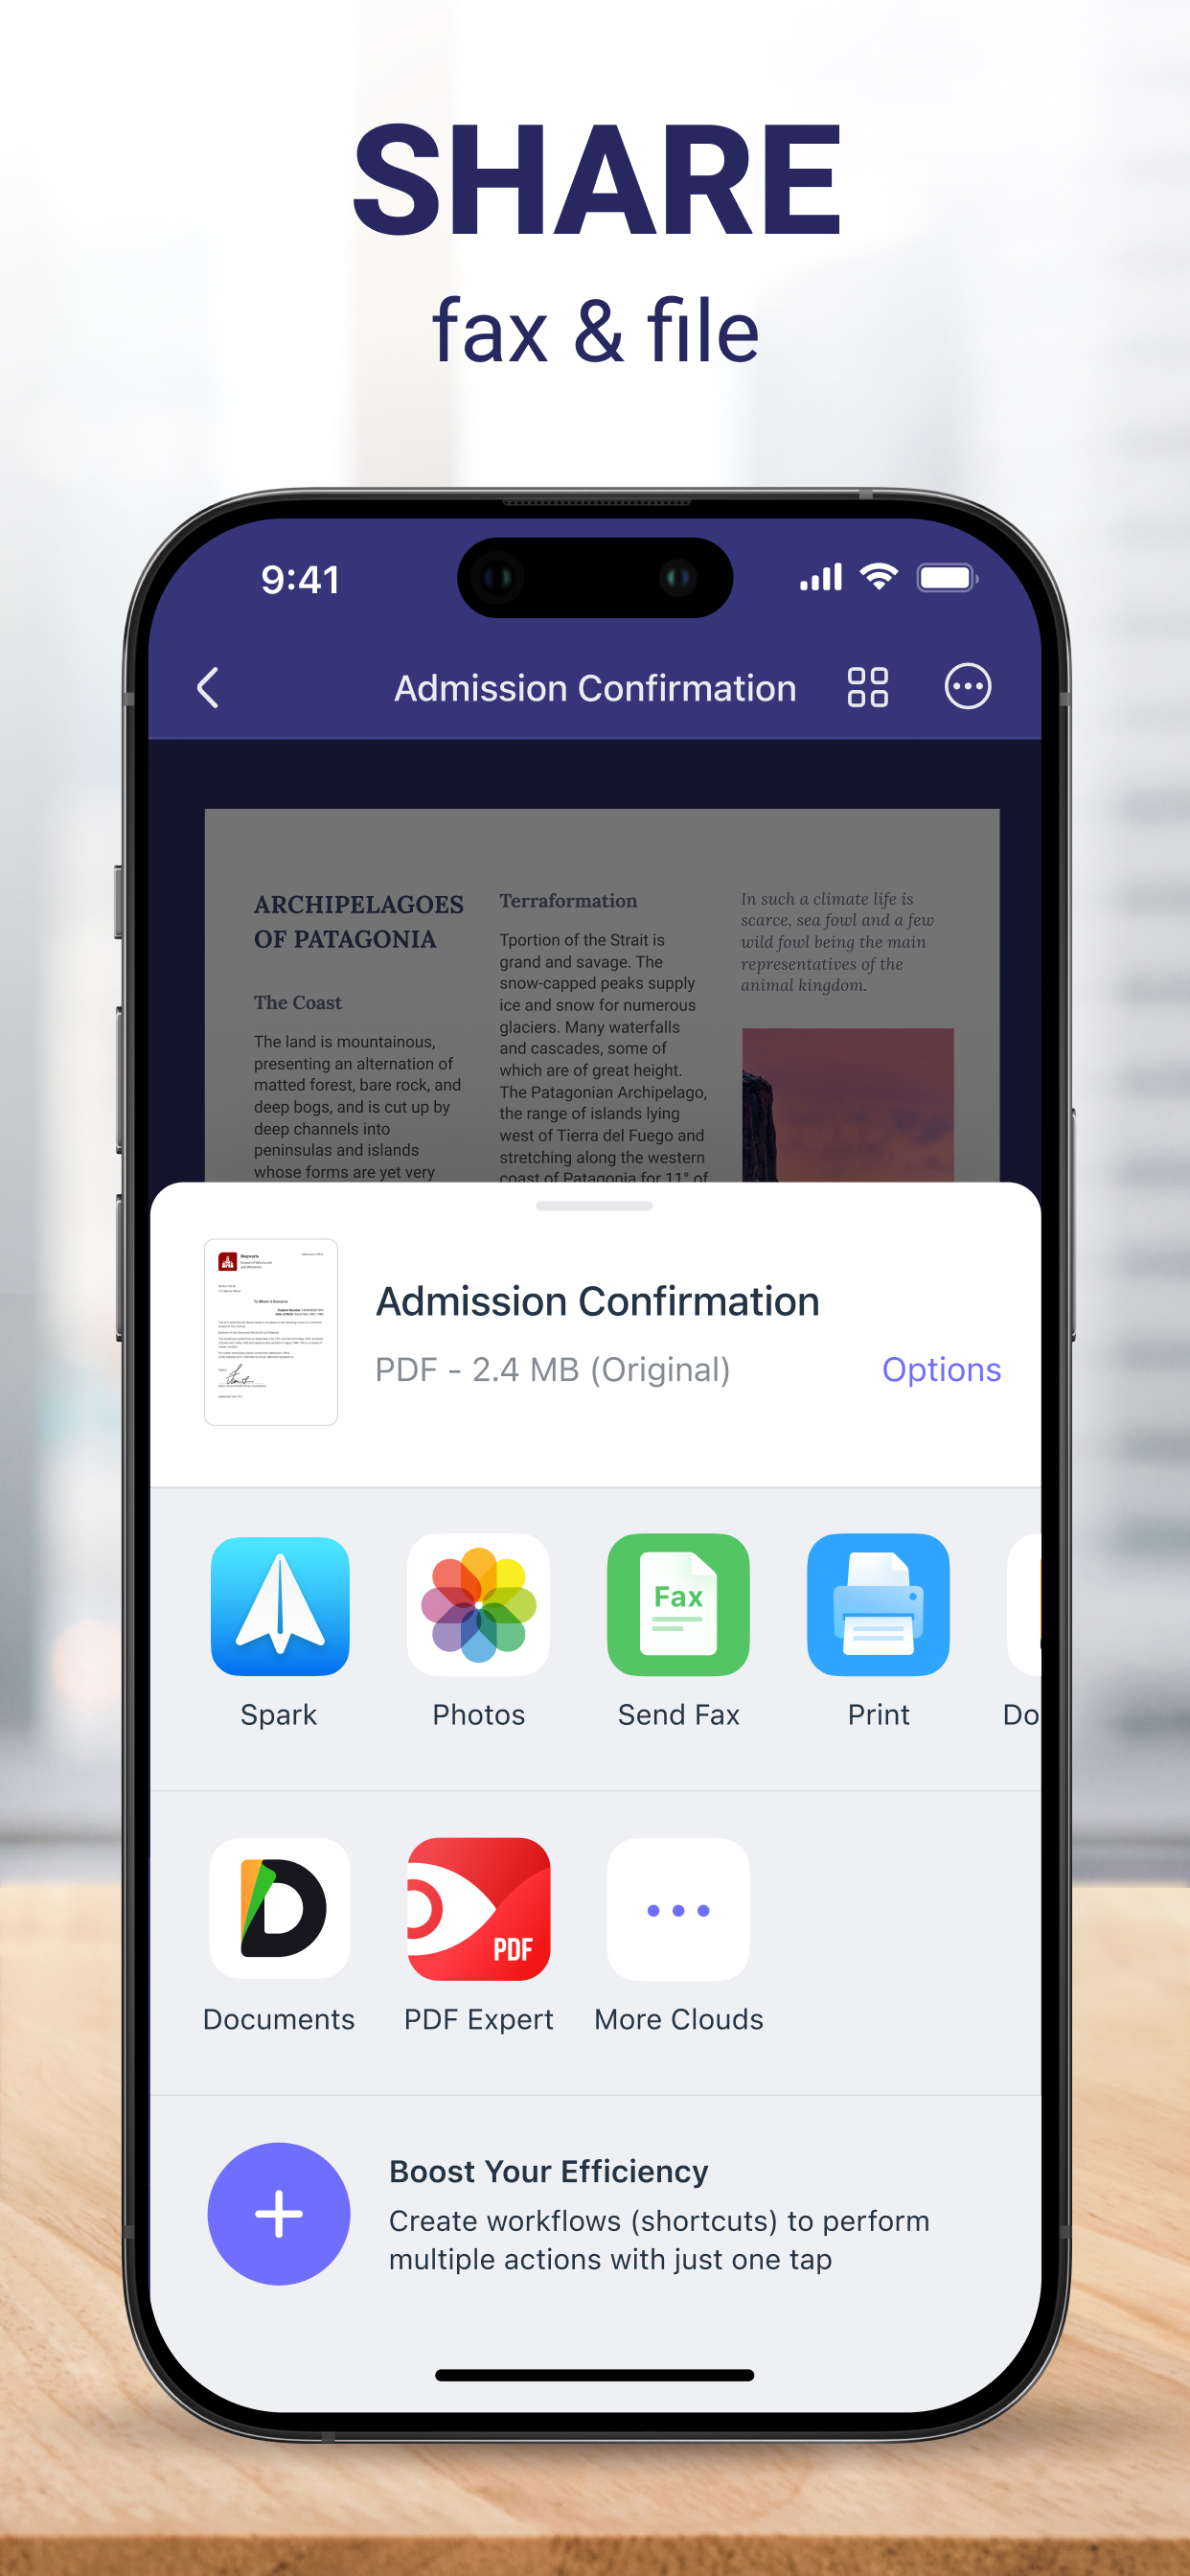 SHARE
fax & file
9:41
Admission Confirmation
ARCHIPELAGOES
OF PATAGONIA
The Coast
The land is mountainous,
presenting an alternation of
matted forest, bare rock, and
deep bogs, and is cut up by
deep channels into
peninsulas and islands
whose forms are yet very
Terraformation
Tportion of the Strait is
grand and savage. The
snow-capped peaks supply
ice and snow for numerous
glaciers. Many waterfalls
and cascades, some of
which are of great height.
The Patagonian Archipelago,
the range of islands lying
west of Tierra del Fuego and
stretching along the western
coast of Patagonia for 11° of
In such a climate life is
scarce, sea fowl and a few
wild fowl being the main
representatives of the
animal kingdom.
Admission Confirmation
PDF - 2.4 MB (Original)
Options
Fax
Spark
Photos
Send Fax
Print
Do
PDF
Documents
PDF Expert
More Clouds
Boost Your Efficiency
Create workflows (shortcuts) to perform
multiple actions with just one tap